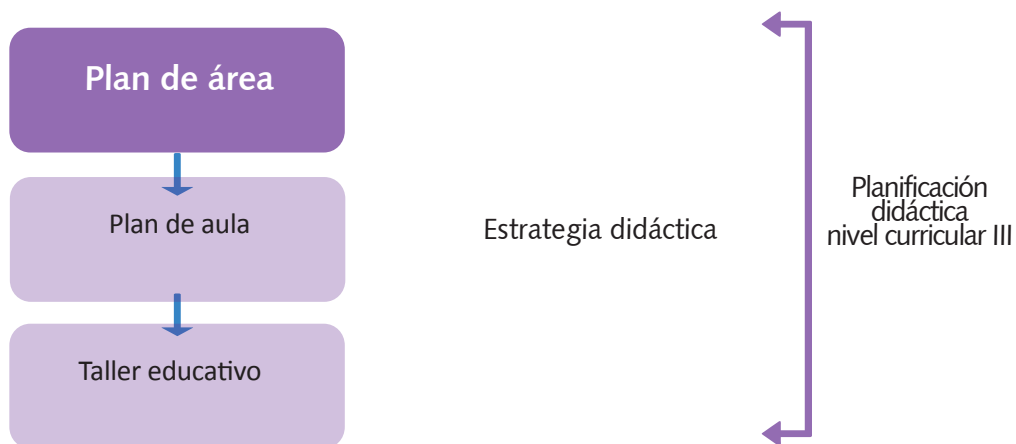 Plan de área
Plan de aula
Taller educativo
Estrategia didáctica
Planificación
didáctica
nivel curricular III